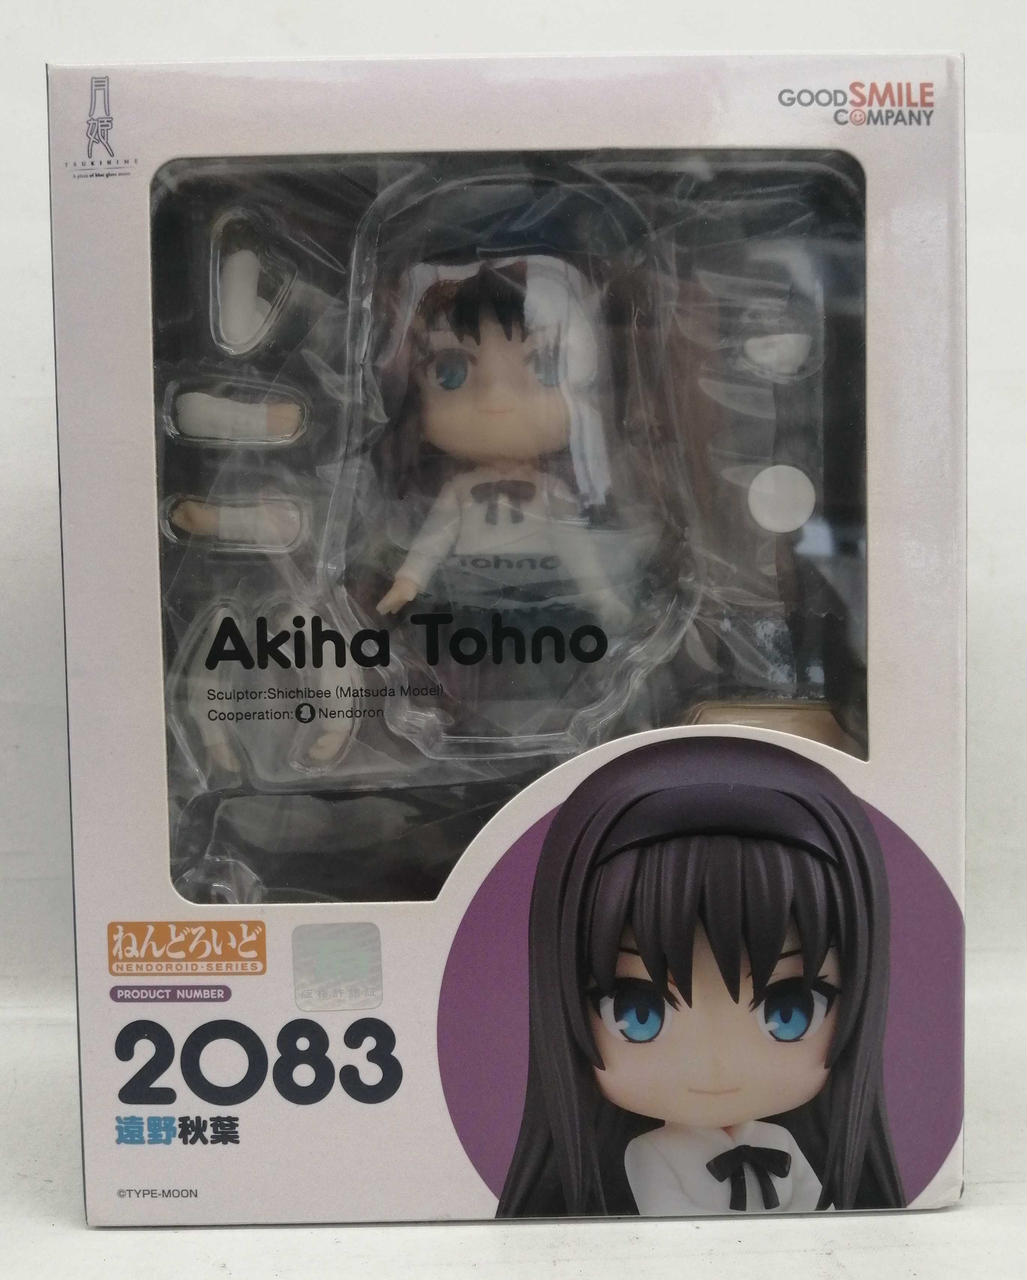 月姫
TSUKIHIME
A piece of blue glass moon
GOOD SMILE
COMPANY
Tohno
Akiha Tohno
Sculptor:Shichibee (Matsuda Model)
Cooperation: Nendoron
ねんどろいど
NENDOROID·SERIES
PRODUCT NUMBER
2083
遠野秋葉
©TYPE-MOON